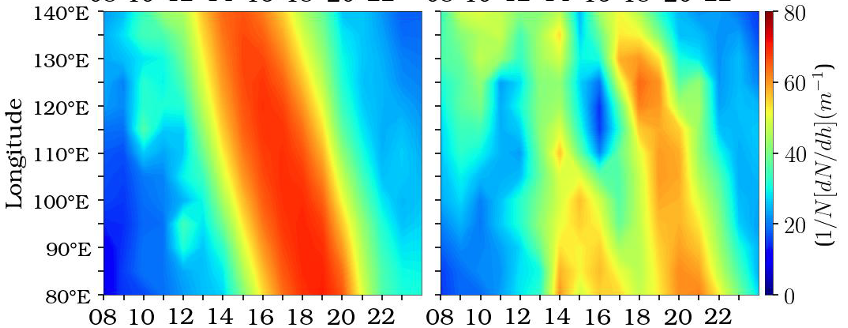 140°E
130°E
120°E
110°E
100°E
90°E
80°E
Longitude
08 10 12 14 16 18 20 22
08 10 12 14 16 18 20 22
80
60
40
20
0
(1/N[dN/dh](m⁻¹)